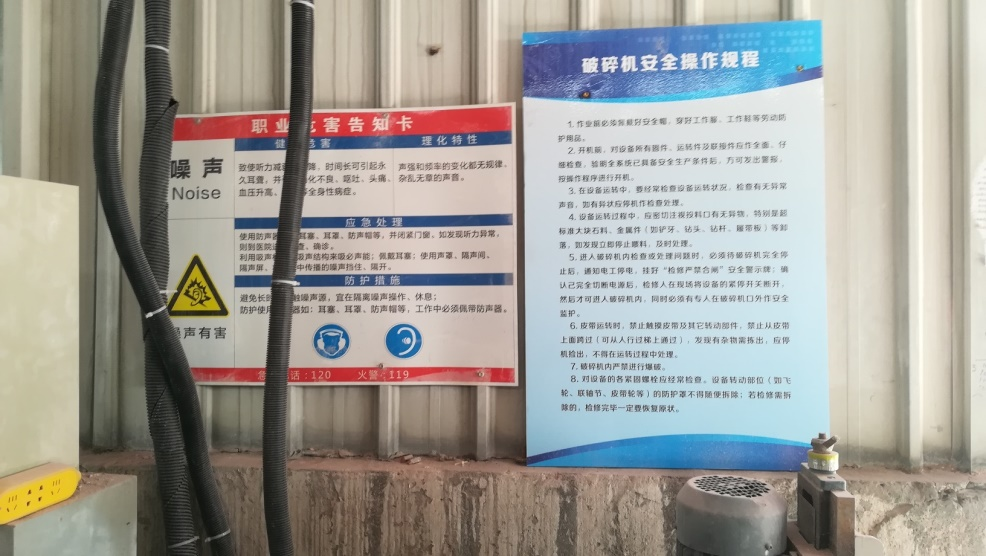 职业危害告知卡
健 危害
理化特性
噪声
Noise
致使听力减 降,时间长可引起永
久耳聋,并 化不良,呕吐、头痛、
血压升高、 等全身性病症。
声强和频率的变化都无规律、
杂乱无章的声音。
应急处理
使用防声器 耳塞、耳罩、防声帽等,并闭紧门窗。如发现听力异常,
则到医院 查、确诊。
利用吸声 吸声结构来吸必声能;佩戴耳塞;使用声罩、隔声间、
隔声屏 中传播的噪声挡住、隔开。
防护措施
避免长 触噪声源,宜在隔离噪声操作、休息;
防护使用 器如:耳塞、耳罩、防声帽等,工作中必须佩带防声器。
噪声有害
急 话:120 火警:119
破碎机安全操作规程
1. 作业前必须佩戴好安全帽,穿好工作服、工作鞋等劳动防
护用品。
2. 开机前,对设备所有固件、运转件及联接件应作全面、仔
细检查,验明全系统已具备安全生产条件后,方可发出警报,
按操作程序进行开机。
3. 在设备运转中,要经常检查设备运转状况,检查有无异常
声音,如有异状应停机作检查处理。
4. 设备运转过程中,应密切注视投料口有无异物,特别是超
标准大块石料、金属件(如铲牙、钻头、钻杆、履带板)等卸
落,如发现立即停止喂料,及时处理。
5. 进入破碎机内检查或处理问题时,必须待破碎机完全停
止后,通知电工停电,挂好“检修严禁合闸”安全警示牌;确
认已完全切断电源后,检修人在现场将设备的紧停开关断开,
然后才可进入破碎机内,同时必须有专人在破碎机口外作安全
监护。
6. 皮带运转时,禁止触摸皮带及其它转动部件,禁止从皮带
上面跨过(可从人行过梯上通过),发现有杂物需拣出,应停
机检出,不得在运转过程中处理。
7. 破碎机内严禁进行爆破。
8. 对设备的各紧固螺栓应经常检查。设备转动部位(如飞
轮、联轴节、皮带轮等)的防护罩不得随便拆除;若检修需拆
除的,检修完毕一定要恢复原状。